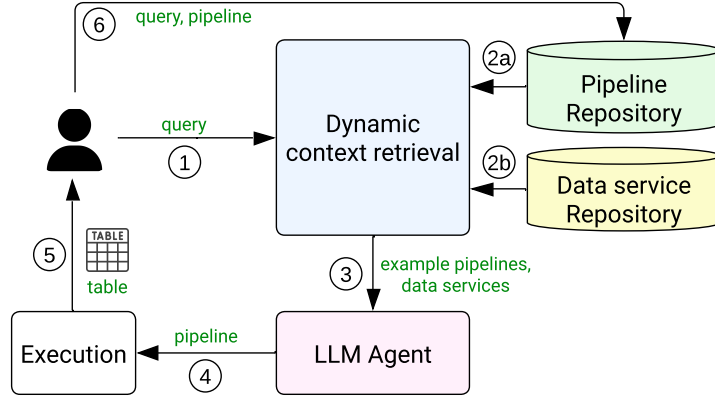 6
query, pipeline
2a
Pipeline
Repository
query
1
Dynamic
context retrieval
2b
Data service
Repository
5
TABLE
table
3
example pipelines,
data services
Execution
pipeline
4
LLM Agent